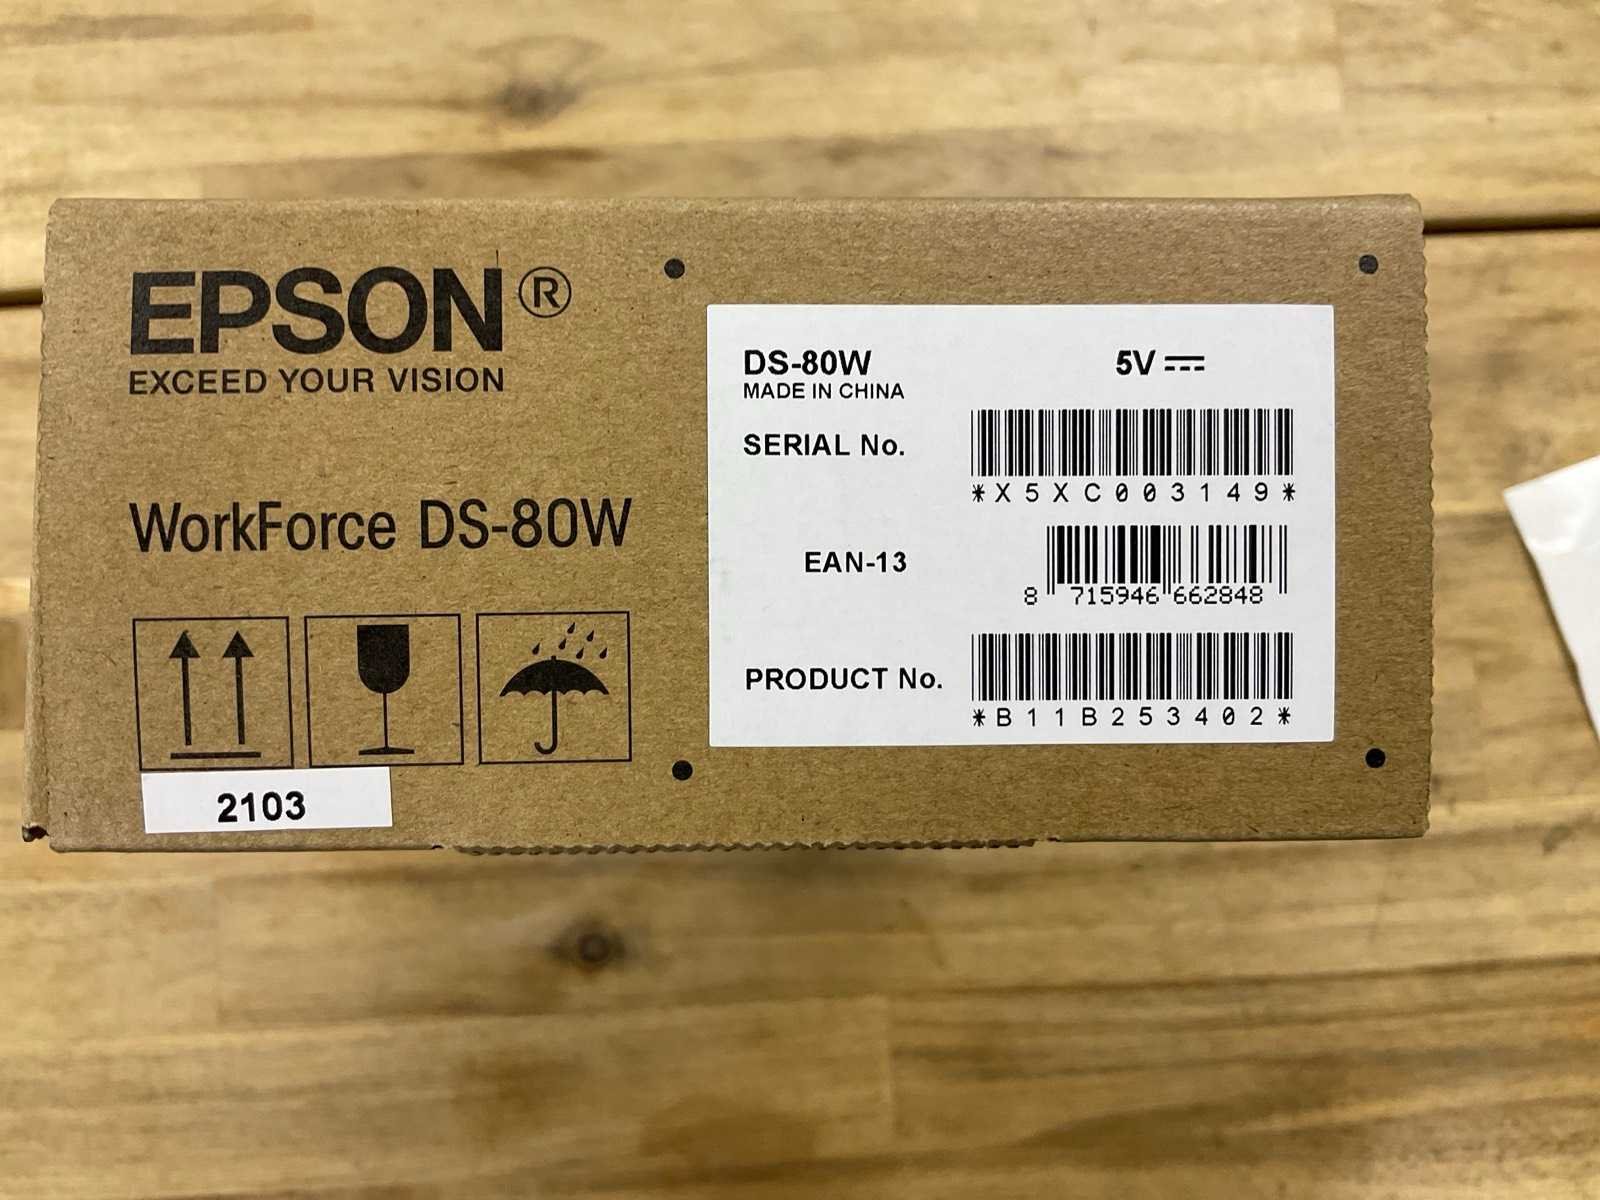 EPSON®
EXCEED YOUR VISION
WorkForce DS-80W
2103
DS-80W 5V
MADE IN CHINA
SERIAL No.
*X5XC003149*
EAN-13
8 715946 662848
PRODUCT No.
*B11B253402*